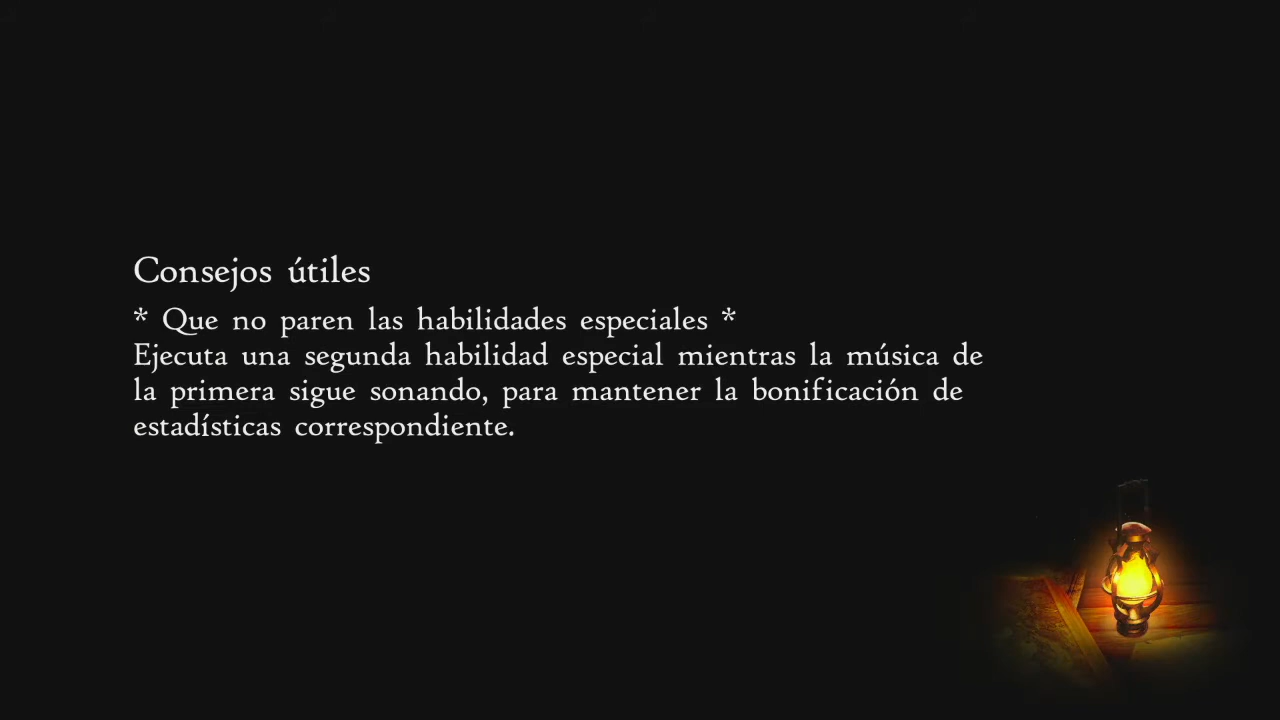 Consejos útiles
* Que no paren las habilidades especiales *
Ejecuta una segunda habilidad especial mientras la música de
la primera sigue sonando, para mantener la bonificación de
estadísticas correspondiente.